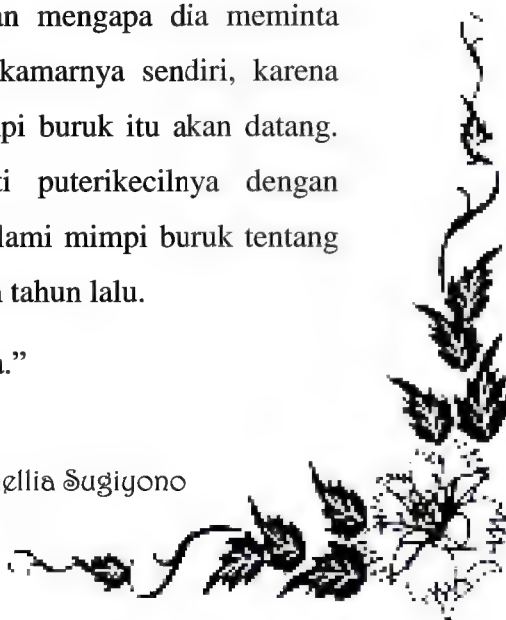 an mengapa dia meminta
kamarnya sendiri, karena
pi buruk itu akan datang.
ti puterikecilnya dengan
lami mimpi buruk tentang
n tahun lalu.
a.”
ellia Sugiyono